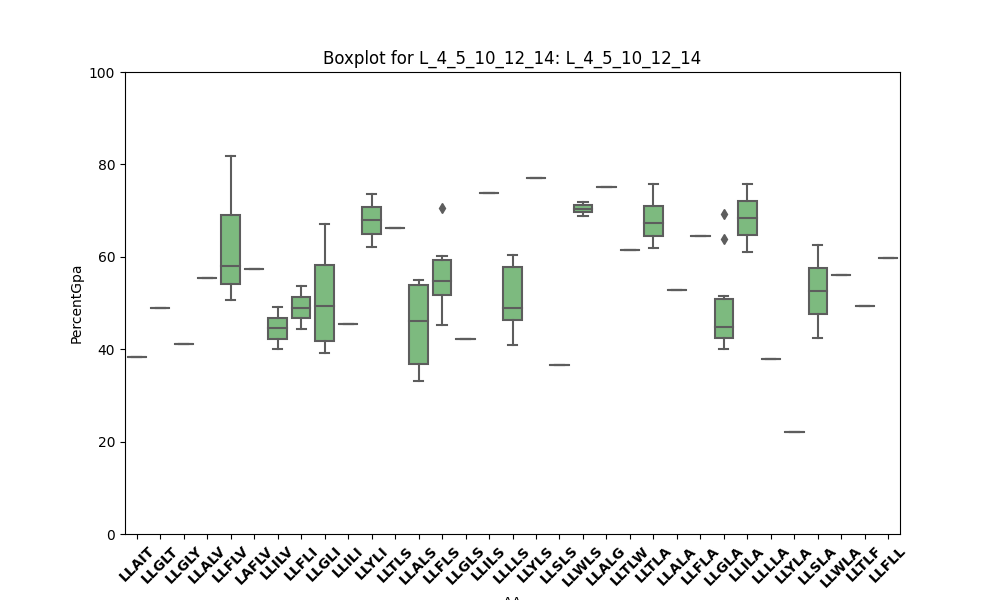 Boxplot for L_4_5_10_12_14: L_4_5_10_12_14
100
80
60
40
20
0
PercentGpa
LLAIT LLGLT LLGLY LLALV LLFLV LAFLV LLILV LLFLI LLGLI LLILI LLYLI LLTLS LLALS LLFLS LLGLS LLILS LLLLS LLYLS LLSLS LLWLS LLALG LLTLW LLTLA LLALA LLFLA LLGLA LLILA LLLLA LLYLA LLSLA LLWLA LLTLF LLFLL